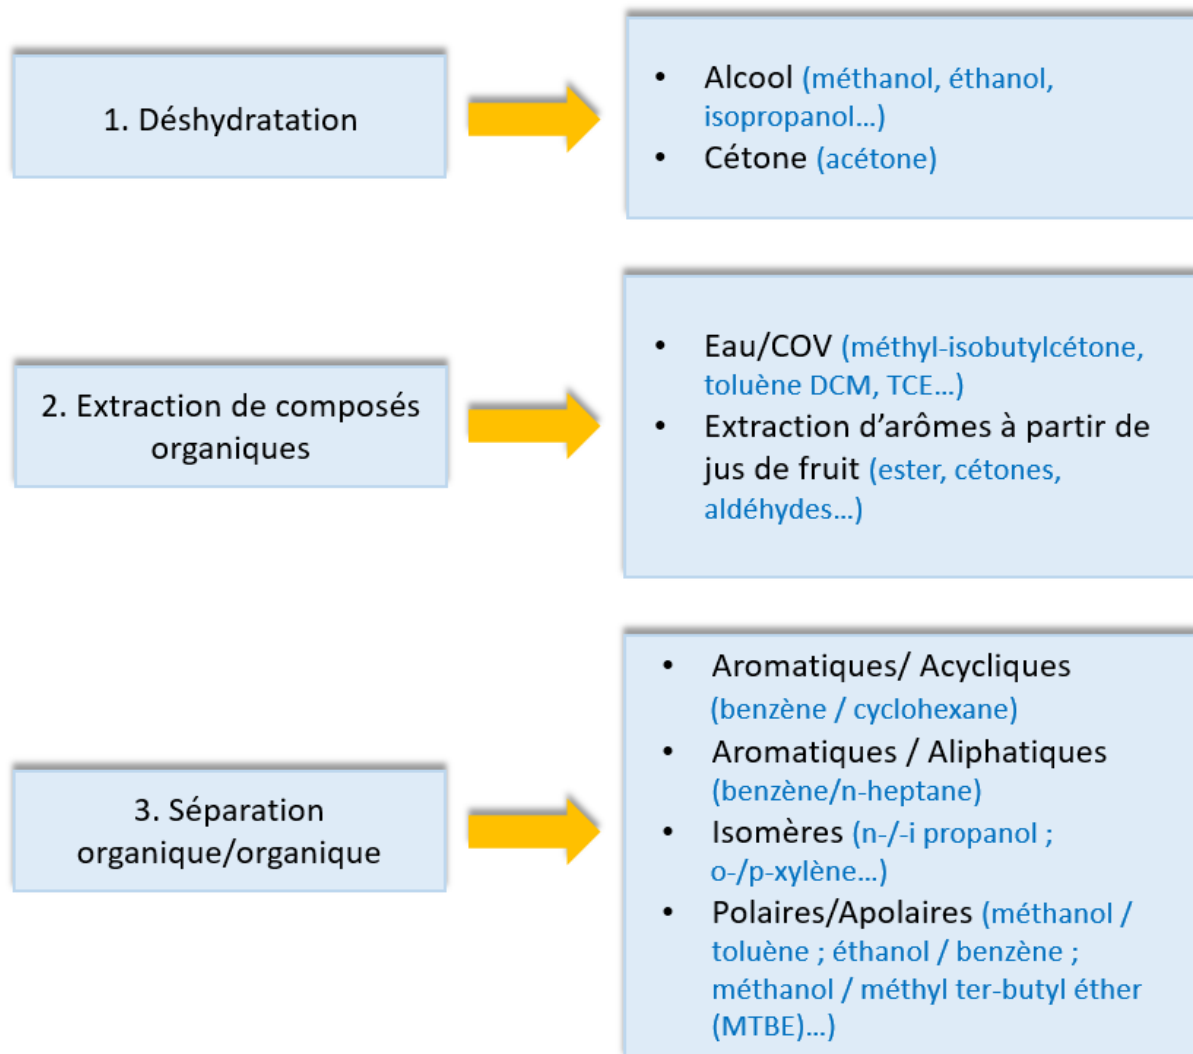 1. Déshydratation
• Alcool (méthanol, éthanol,
isopropanol…)
• Cétone (acétone)
2. Extraction de composés
organiques
• Eau/COV (méthyl-isobutylcétone,
toluène DCM, TCE…)
• Extraction d’arômes à partir de
jus de fruit (ester, cétones,
aldéhydes…)
3. Séparation
organique/organique
• Aromatiques/ Acycliques
(benzène / cyclohexane)
• Aromatiques / Aliphatiques
(benzène/n-heptane)
• Isomères (n-/-i propanol ;
o-/p-xylène…)
• Polaires/Apolaires (méthanol /
toluène ; éthanol / benzène ;
méthanol / méthyl ter-butyl éther
(MTBE)…)